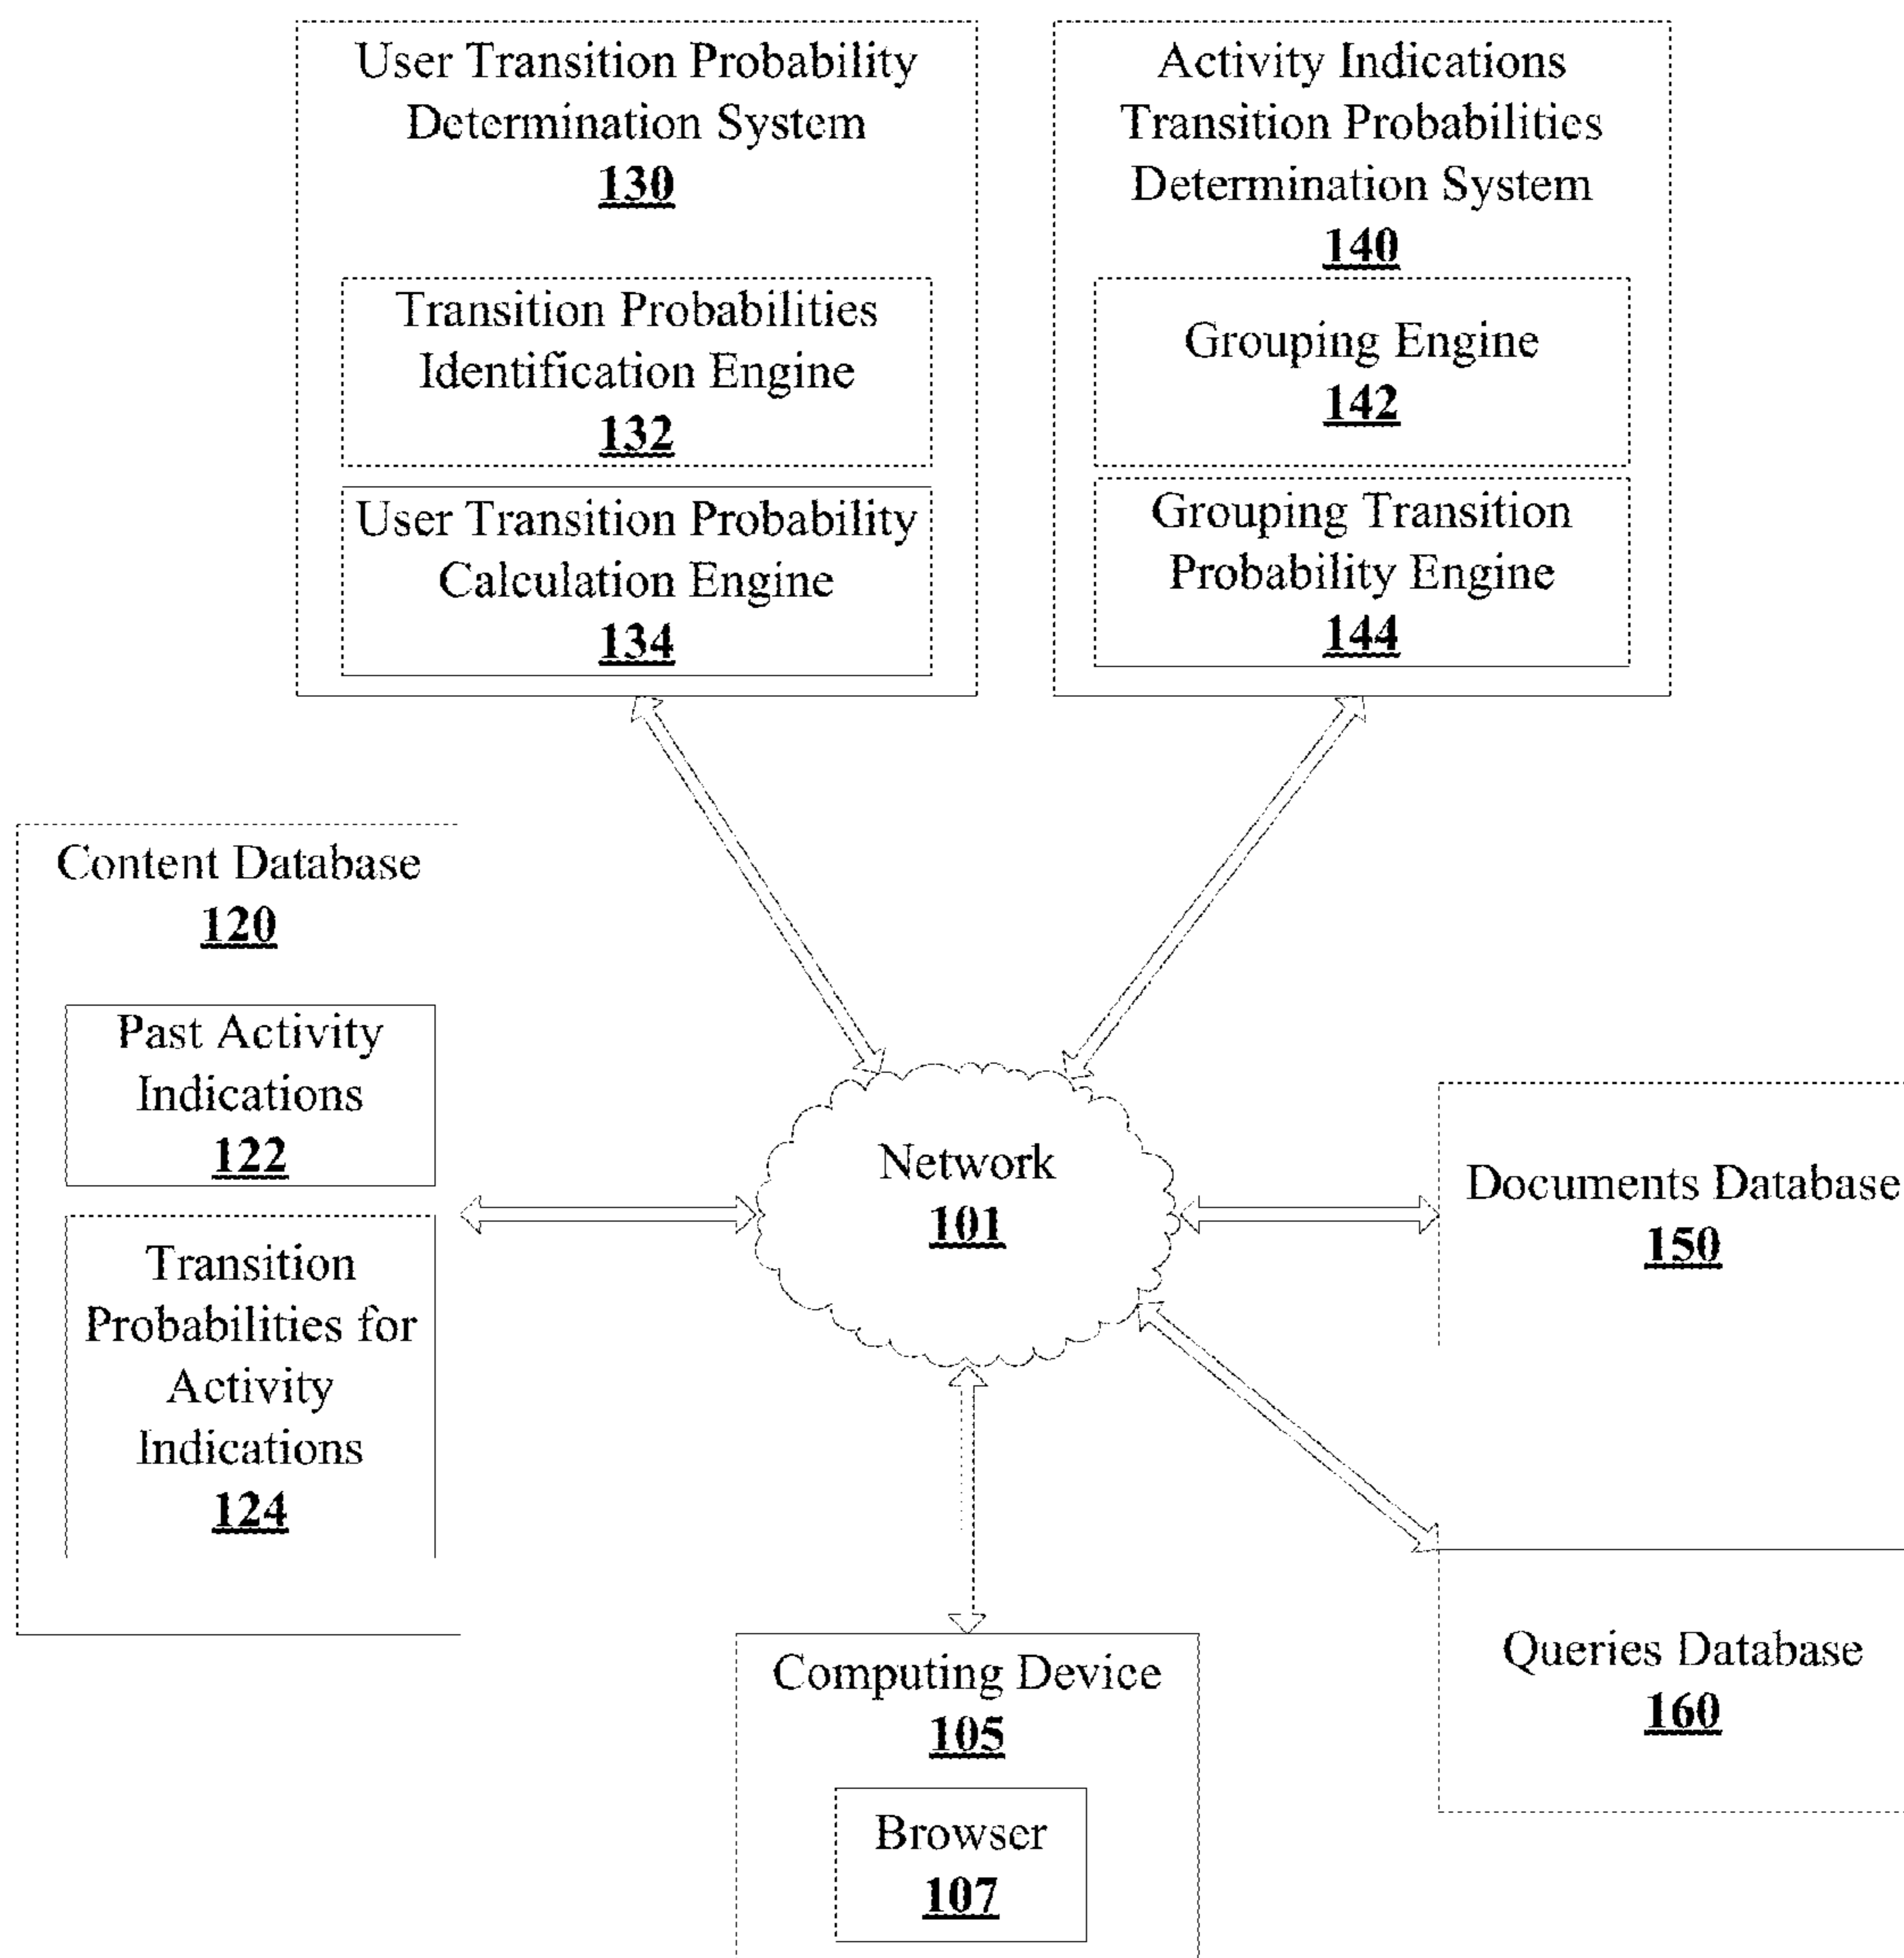 User Transition Probability
Determination System
130
Transition Probabilities
Identification Engine
132
User Transition Probability
Calculation Engine
134
Activity Indications
Transition Probabilities
Determination System
140
Grouping Engine
142
Grouping Transition
Probability Engine
144
Content Database
120
Past Activity
Indications
122
Transition
Probabilities for
Activity
Indications
124
Network
101
Documents Database
150
Queries Database
160
Computing Device
105
Browser
107